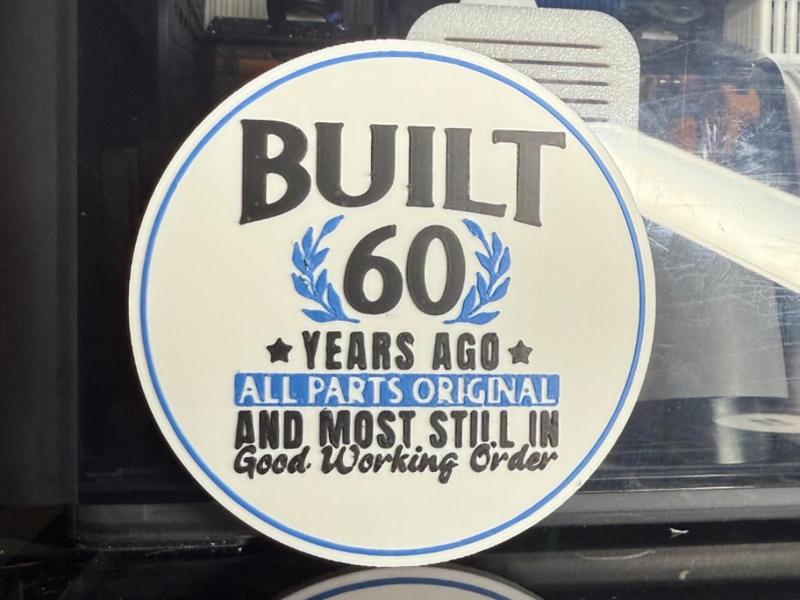 BUILT
60
YEARS AGO
ALL PARTS ORIGINAL
AND MOST STILL IN
Good Working Order